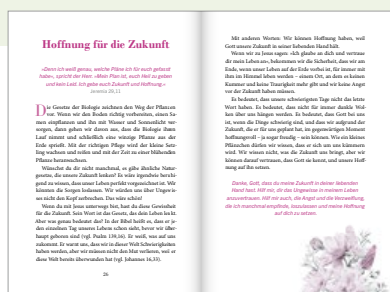 Hoffnung für die Zukunft
»Denn ich weiß genau, welche Pläne ich für euch gefasst
habe«, spricht der Herr. »Mein Plan ist, euch Heil zu geben
und kein Leid. Ich gebe euch Zukunft und Hoffnung.«
Jeremia 29,11
Die Gesetze der Biologie zeichnen den Weg der Pflanzen
vor. Wenn wir den Boden richtig vorbereiten, einen Sa-
men einpflanzen und ihn mit Wasser und Sonnenlicht ver-
sorgen, dann gehen wir davon aus, dass die Biologie ihren
Lauf nimmt und schließlich eine winzige Pflanze aus der
Erde sprießt. Mit der richtigen Pflege wird der kleine Setz-
ling wachsen und reifen und mit der Zeit zu einer blühenden
Pflanze heranwachsen.
Wünschst du dir nicht manchmal, es gäbe ähnliche Natur-
gesetze, die unsere Zukunft lenken? Es wäre irgendwie beruhi-
gend zu wissen, dass unser Leben perfekt vorgezeichnet ist. Wir
könnten die Sorgen loslassen. Wir würden uns über Ungewis-
ses nicht den Kopf zerbrechen. Das wäre schön!
Wenn du mit Jesus unterwegs bist, hast du diese Gewissheit
für die Zukunft. Sein Wort ist das Gesetz, das dein Leben lenkt.
Aber was genau bedeutet das? In der Bibel heißt es, dass er je-
den einzelnen Tag unseres Lebens schon sieht, bevor wir über-
haupt geboren sind (vgl. Psalm 139,16). Er weiß, was auf uns
zukommt. Er warnt uns, dass wir in dieser Welt Schwierigkeiten
haben werden, aber wir müssen nicht den Mut verlieren, weil er
diese Welt bereits überwunden hat (vgl. Johannes 16,33).
26
Mit anderen Worten: Wir können Hoffnung haben, weil
Gott unsere Zukunft in seiner liebenden Hand hält.
Wenn wir zu Jesus sagen: »Ich glaube an dich und vertraue
dir mein Leben an«, bekommen wir die Sicherheit, dass wir am
Ende, wenn unser Leben auf der Erde vorbei ist, für immer mit
ihm im Himmel leben werden – einem Ort, an dem es keinen
Kummer und keine Traurigkeit mehr gibt und wir keine Angst
vor der Zukunft haben müssen.
Es bedeutet, dass unsere schwierigsten Tage nicht das letzte
Wort haben. Es bedeutet, dass nicht für immer dunkle Wol-
ken über uns hängen werden. Es bedeutet, dass Gott bei uns
ist, wenn die Dinge schwierig sind, und dass wir aufgrund der
Zukunft, die er für uns geplant hat, im gegenwärtigen Moment
hoffnungsvoll – ja sogar freudig – sein können. Wie ein kleines
Pflänzchen dürfen wir wissen, dass er sich um uns kümmern
wird. Wir wissen nicht, was die Zukunft uns bringt, aber wir
können darauf vertrauen, dass Gott sie kennt, und unsere Hoff-
nung auf ihn setzen.
Danke, Gott, dass du meine Zukunft in deiner liebenden
Hand hast. Hilf mir, dir das Ungewisse in meinem Leben
anzuvertrauen. Hilf mir auch, die Angst und die Verzweiflung,
die ich manchmal empfinde, loszulassen und meine Hoffnung
auf dich zu setzen.